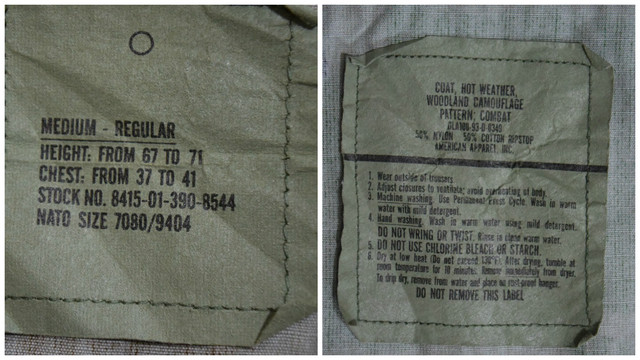 MEDIUM - REGULAR
HEIGHT: FROM 67 TO 71
CHEST: FROM 37 TO 41
STOCK NO. 8415-01-390-8544
NATO SIZE 7080/9404
COAT, HOT WEATHER,
WOODLAND CAMOUFLAGE
PATTERN: COMBAT
DLA100-93-D-0340
50% NYLON 50% COTTON RIPSTOP
AMERICAN APPAREL INC.
1. Wear outside of trousers.
2. Adjust closures to ventilate; avoid overheating of body.
3. Machine washing. Use Permanent Press Cycle. Wash in warm
water with mild detergent.
4. Hand washing. Wash in warm water using mild detergent.
DO NOT WRING OR TWIST. Rinse in clean warm water.
5. DO NOT USE CHLORINE BLEACH OR STARCH.
6. Dry at low heat (Do not exceed 130°F). After drying, tumble at
room temperature for 10 minutes. Remove immediately from dryer.
To drip dry, remove from water and place on rust-proof hanger.
DO NOT REMOVE THIS LABEL